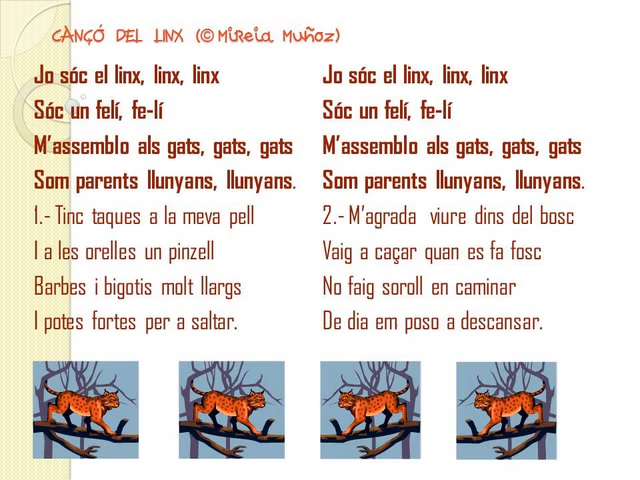 CANÇÓ DEL LINX (© Mireia Muñoz)
Jo sóc el linx, linx, linx
Sóc un felí, fe-lí
M'assemblo als gats, gats, gats
Som parents llunyans, llunyans.
1.- Tinc taques a la meva pell
I a les orelles un pinzell
Barbes i bigotis molt llargs
I potes fortes per a saltar.
Jo sóc el linx, linx, linx
Sóc un felí, fe-lí
M'assemblo als gats, gats, gats
Som parents llunyans, llunyans.
2.- M'agrada viure dins del bosc
Vaig a caçar quan es fa fosc
No faig soroll en caminar
De dia em poso a descansar.